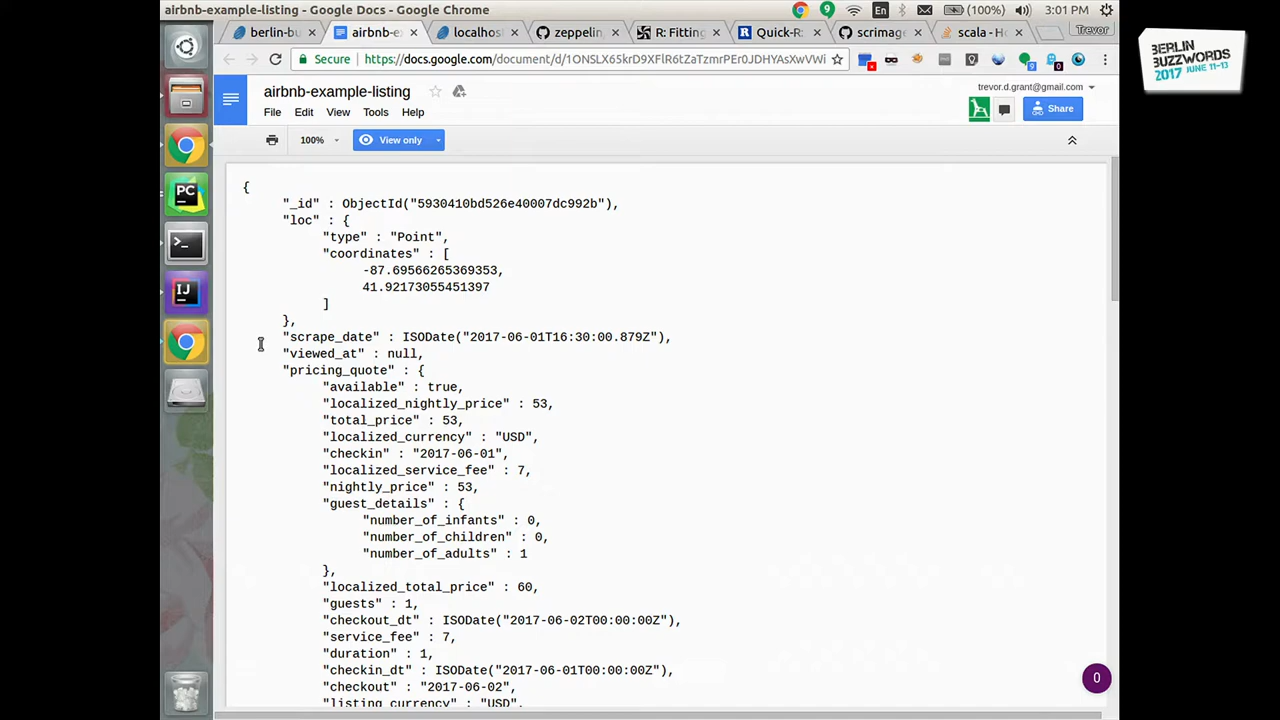 airbnb-example-listing - Google Docs - Google Chrome
9
En
(100%)
3:01 PM
berlin-bu
airbnb-e
localhos
zeppelin
R: Fitting
Quick-R:
scrimage
scala - Ho
Trevor
Secure
https://docs.google.com/document/d/1ONSLX65krD9XFlR6tZaTzmrPEr0JDHYAsXwVWi
airbnb-example-listing
trevor.d.grant@gmail.com
File Edit View Tools Help
Share
100%
View only
{
"_id" : ObjectId("5930410bd526e40007dc992b"),
"loc" : {
"type" : "Point",
"coordinates" : [
-87.69566265369353,
41.92173055451397
]
},
"scrape_date" : ISODate("2017-06-01T16:30:00.879Z"),
"viewed_at" : null,
"pricing_quote" : {
"available" : true,
"localized_nightly_price" : 53,
"total_price" : 53,
"localized_currency" : "USD",
"checkin" : "2017-06-01",
"localized_service_fee" : 7,
"nightly_price" : 53,
"guest_details" : {
"number_of_infants" : 0,
"number_of_children" : 0,
"number_of_adults" : 1
},
"localized_total_price" : 60,
"guests" : 1,
"checkout_dt" : ISODate("2017-06-02T00:00:00Z"),
"service_fee" : 7,
"duration" : 1,
"checkin_dt" : ISODate("2017-06-01T00:00:00Z"),
"checkout" : "2017-06-02",
"listing_currency" : "USD",
0
PC
IJ
BERLIN
BUZZWORDS
2017 JUNE 11-13